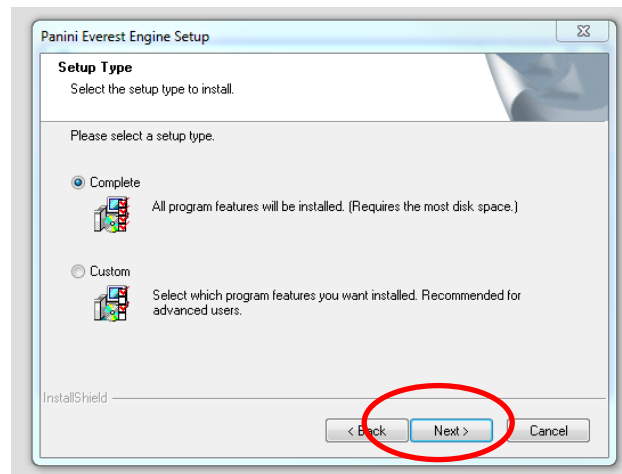 Panini Everest Engine Setup
Setup Type
Select the setup type to install.
Please select a setup type.
Complete
All program features will be installed. (Requires the most disk space.)
Custom
Select which program features you want installed. Recommended for
advanced users.
InstallShield
< Back Next > Cancel